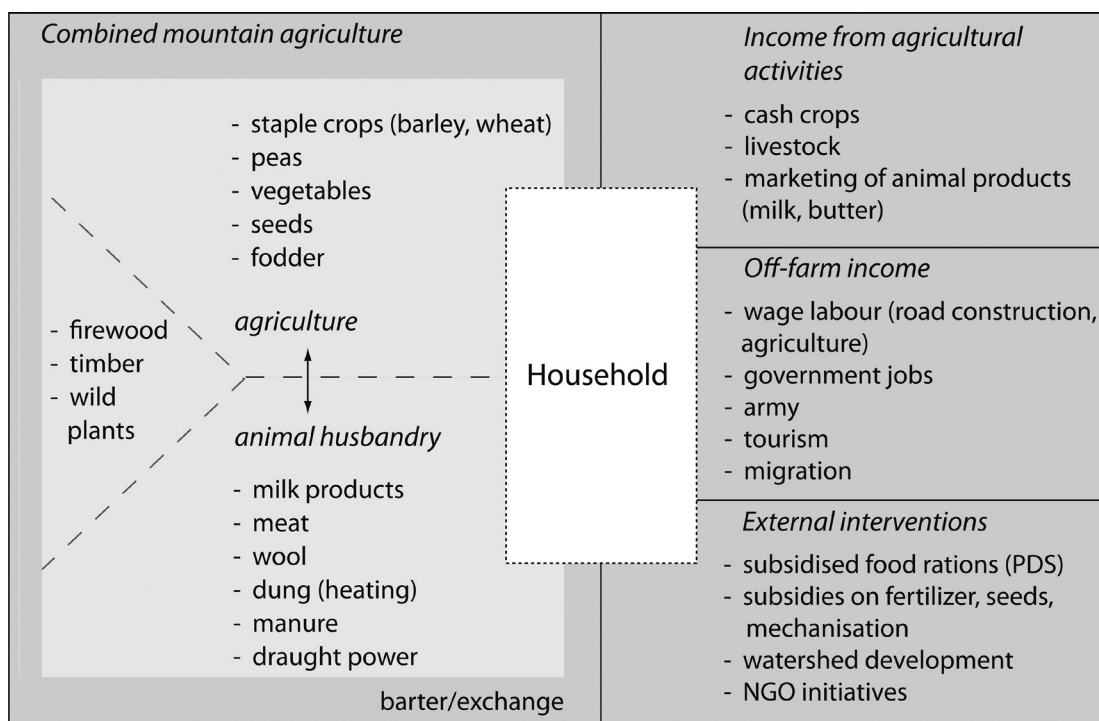 Combined mountain agriculture
- staple crops (barley, wheat)
- peas
- vegetables
- seeds
- fodder
agriculture
- firewood
- timber
- wild
plants
animal husbandry
- milk products
- meat
- wool
- dung (heating)
- manure
- draught power
barter/exchange
Household
Income from agricultural
activities
- cash crops
- livestock
- marketing of animal products
(milk, butter)
Off-farm income
- wage labour (road construction,
agriculture)
- government jobs
- army
- tourism
- migration
External interventions
- subsidised food rations (PDS)
- subsidies on fertilizer, seeds,
mechanisation
- watershed development
- NGO initiatives